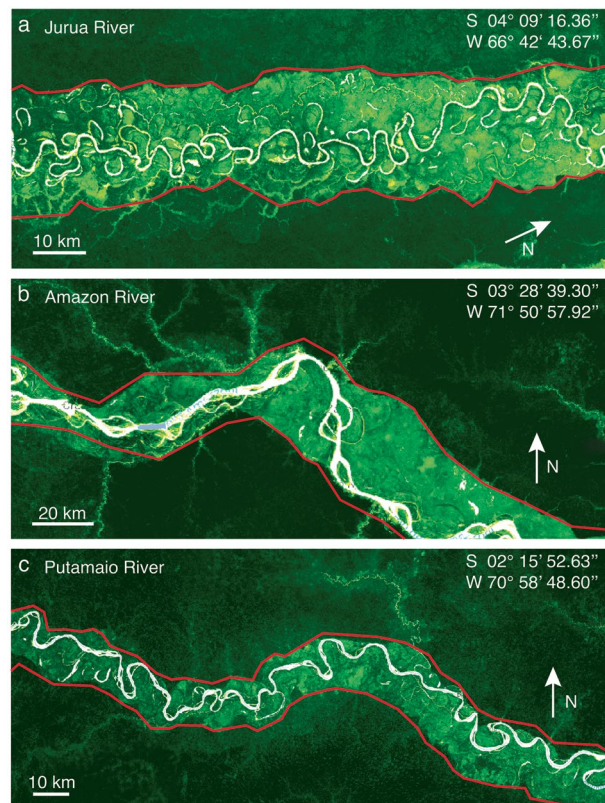 a Jurua River
S 04° 09' 16.36”
W 66° 42' 43.67”
10 km
N
b Amazon River
S 03° 28' 39.30”
W 71° 50' 57.92”
N
20 km
c Putamaio River
S 02° 15' 52.63”
W 70° 58' 48.60”
N
10 km